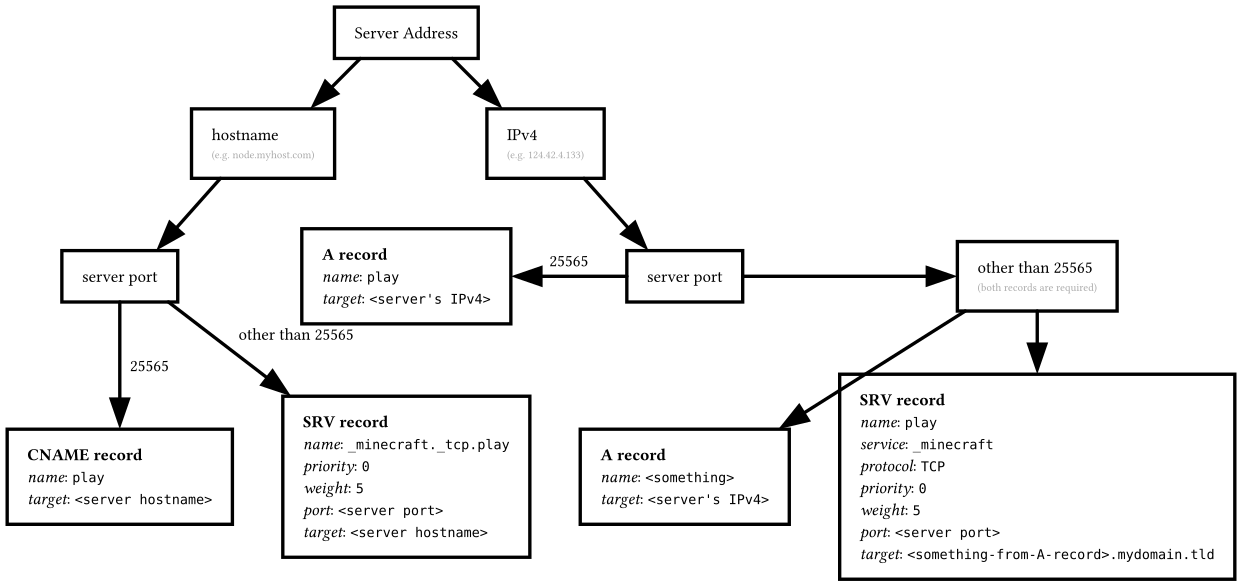 Server Address
hostname
(e.g. node.myhost.com)
IPv4
(e.g. 124.42.4.133)
server port
A record
name: play
target: <server's IPv4>
25565
server port
other than 25565
(both records are required)
25565
other than 25565
CNAME record
name: play
target: <server hostname>
SRV record
name: _minecraft._tcp.play
priority: 0
weight: 5
port: <server port>
target: <server hostname>
A record
name: <something>
target: <server's IPv4>
SRV record
name: play
service: _minecraft
protocol: TCP
priority: 0
weight: 5
port: <server port>
target: <something-from-A-record>.mydomain.tld